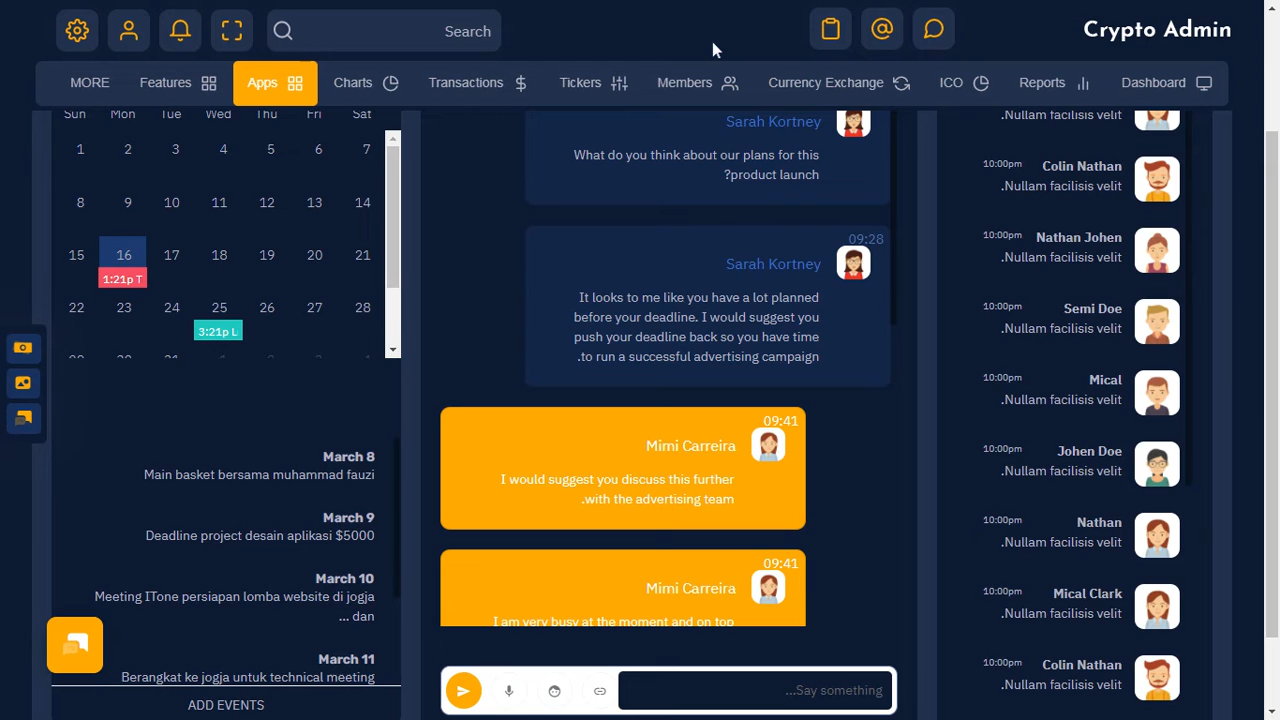 Search
Crypto Admin
MORE
Features
Apps
Charts
Transactions
Tickers
Members
Currency Exchange
ICO
Reports
Dashboard
Sun Mon Tue Wed Thu Fri Sat
1 2 3 4 5 6 7
8 9 10 11 12 13 14
15 16 17 18 19 20 21
1:21p T
22 23 24 25 26 27 28
3:21p L
March 8
Main basket bersama muhammad fauzi
March 9
Deadline project desain aplikasi $5000
March 10
Meeting ITone persiapan lomba website di jogja
... dan
March 11
Berangkat ke jogja untuk technical meeting
ADD EVENTS
Sarah Kortney
What do you think about our plans for this
?product launch
09:28
Sarah Kortney
It looks to me like you have a lot planned
before your deadline. I would suggest you
push your deadline back so you have time
.to run a successful advertising campaign
09:41
Mimi Carreira
I would suggest you discuss this further
.with the advertising team
09:41
Mimi Carreira
I am very busy at the moment and on top
...Say something
.Nullam facilisis velit
10:00pm Colin Nathan
.Nullam facilisis velit
10:00pm Nathan Johen
.Nullam facilisis velit
10:00pm Semi Doe
.Nullam facilisis velit
10:00pm Mical
.Nullam facilisis velit
10:00pm Johen Doe
.Nullam facilisis velit
10:00pm Nathan
.Nullam facilisis velit
10:00pm Mical Clark
.Nullam facilisis velit
10:00pm Colin Nathan
.Nullam facilisis velit